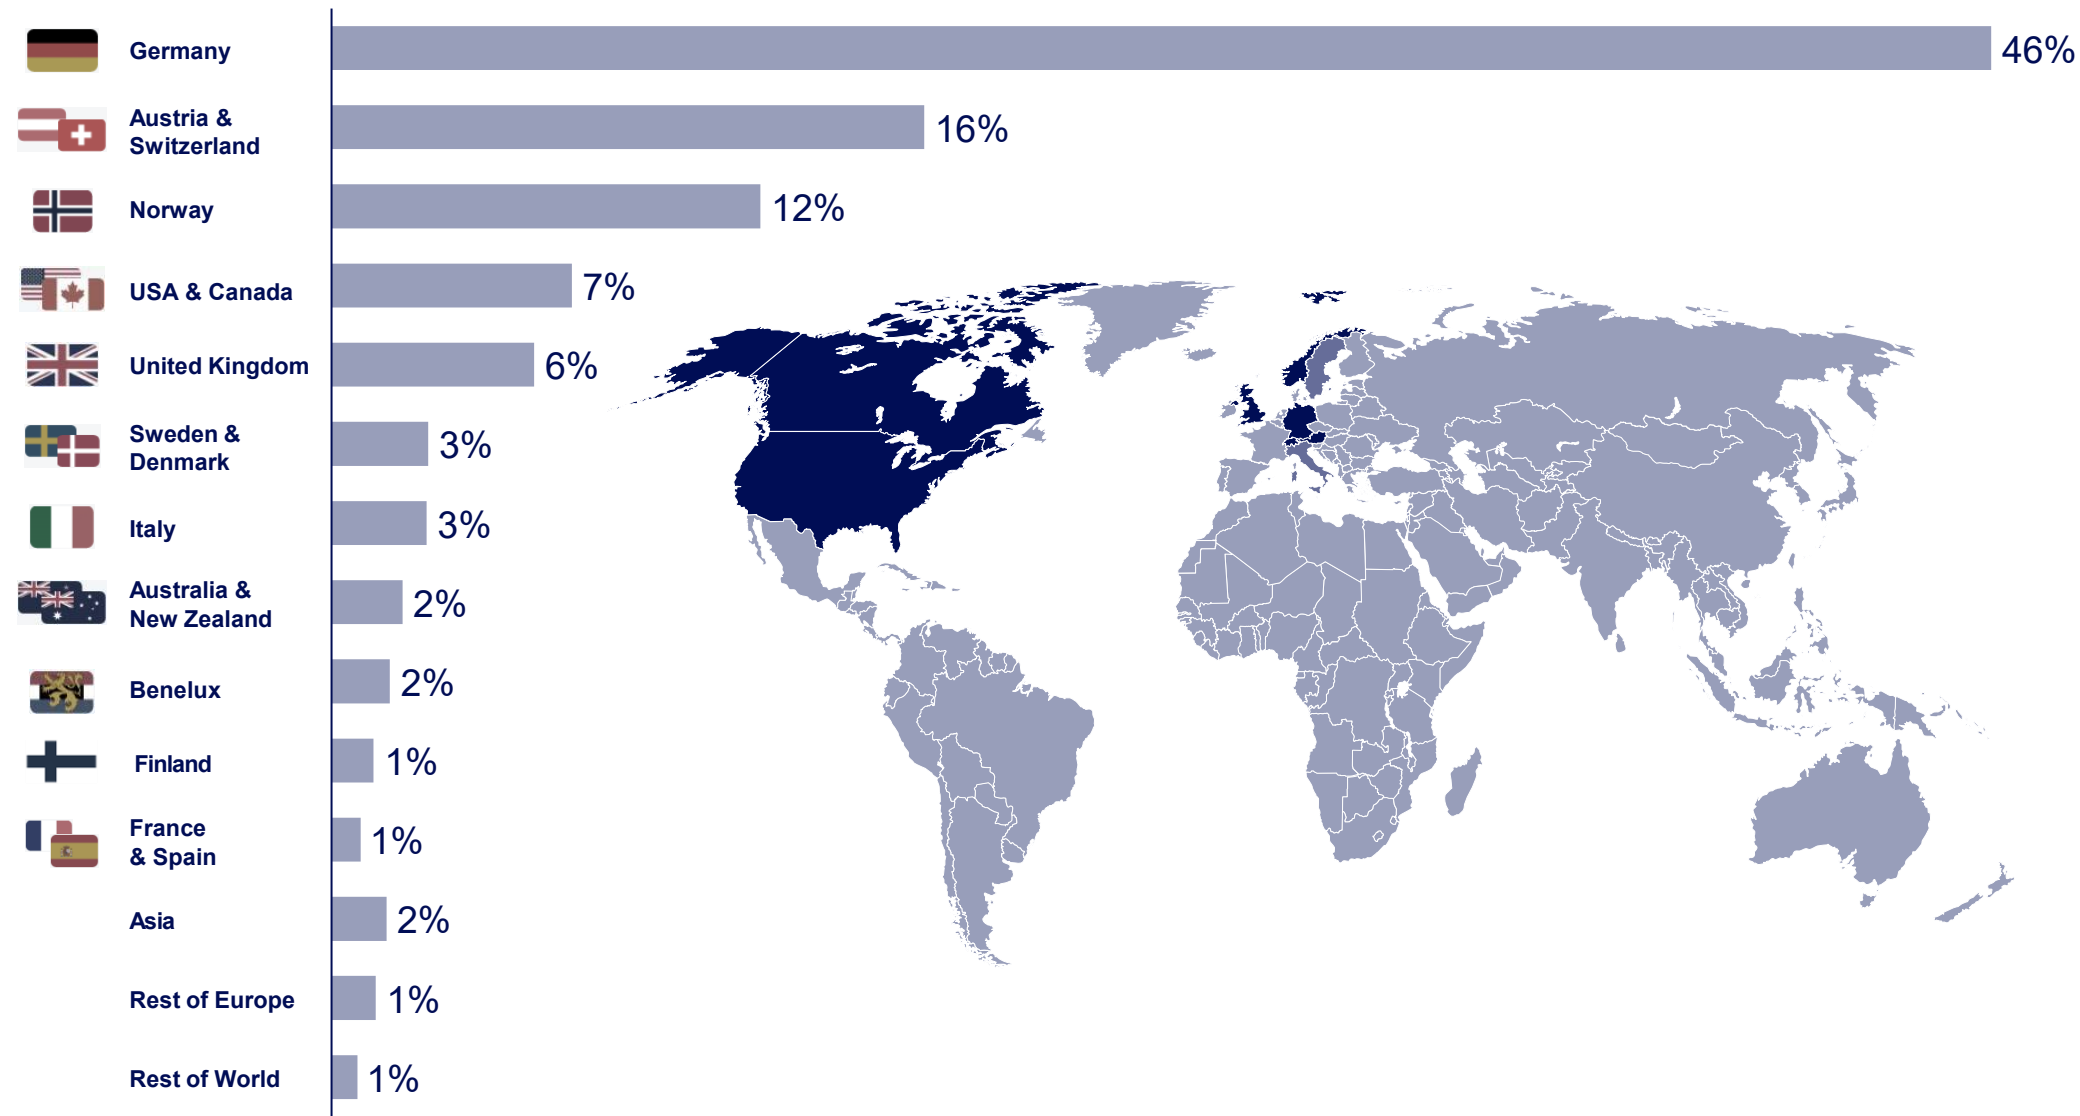 Germany
46%
Austria &
Switzerland
16%
Norway
12%
USA & Canada
7%
United Kingdom
6%
Sweden &
Denmark
3%
Italy
3%
Australia &
New Zealand
2%
Benelux
2%
Finland
1%
France
& Spain
1%
Asia
2%
Rest of Europe
1%
Rest of World
1%